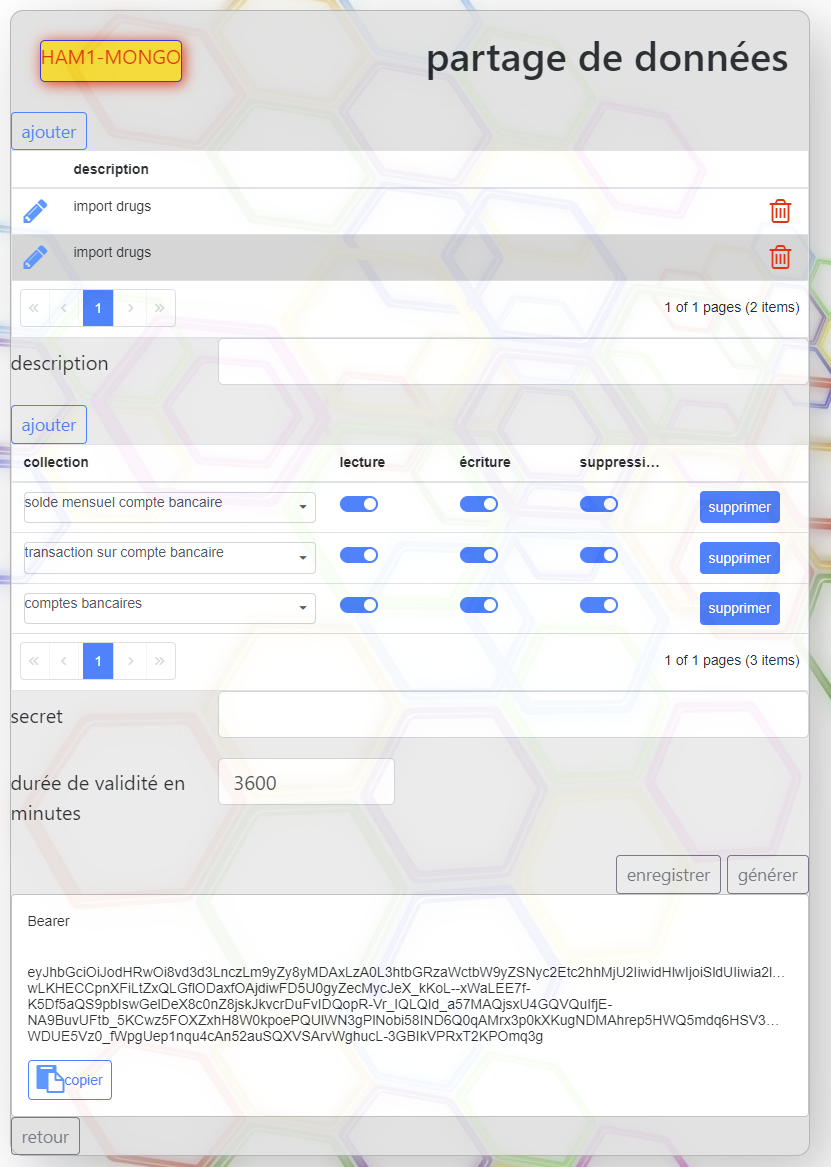 HAM1-MONGO
partage de données
ajouter
description
import drugs
import drugs
« ‹ 1 › »
1 of 1 pages (2 items)
description
ajouter
collection lecture écriture suppressi...
solde mensuel compte bancaire supprimer
transaction sur compte bancaire supprimer
comptes bancaires supprimer
« ‹ 1 › »
1 of 1 pages (3 items)
secret
durée de validité en 3600
minutes
enregistrer générer
Bearer
eyJhbGciOiJodHRwOi8vd3d3LnczLm9yZy8yMDAxLzA0L3htbGRzaWctbW9yZSNyc2Etc2hhMjU2IiwidHlwIjoiSldUIiwia2I...
wLKHECCpnXFiLtZxQLGflODaxfOAjdiwFD5U0gyZecMycJeX_kKoL--xWaLEE7f-
K5Df5aQS9pbIswGelDeX8c0nZ8jskJkvcrDuFvIDQopR-Vr_IQLQId_a57MAQjsxU4GQVQuIfjE-
NA9BuvUFtb_5KCwz5FOXZxhH8W0kpoePQUIWN3gPINobi58IND6Q0qAMrx3p0kXKugNDMAhrep5HWQ5mdq6HSV3...
WDUE5Vz0_fWpgUep1nqu4cAn52auSQXVSArvWghucL-3GBIkVPRxT2KPOmq3g
copier
retour